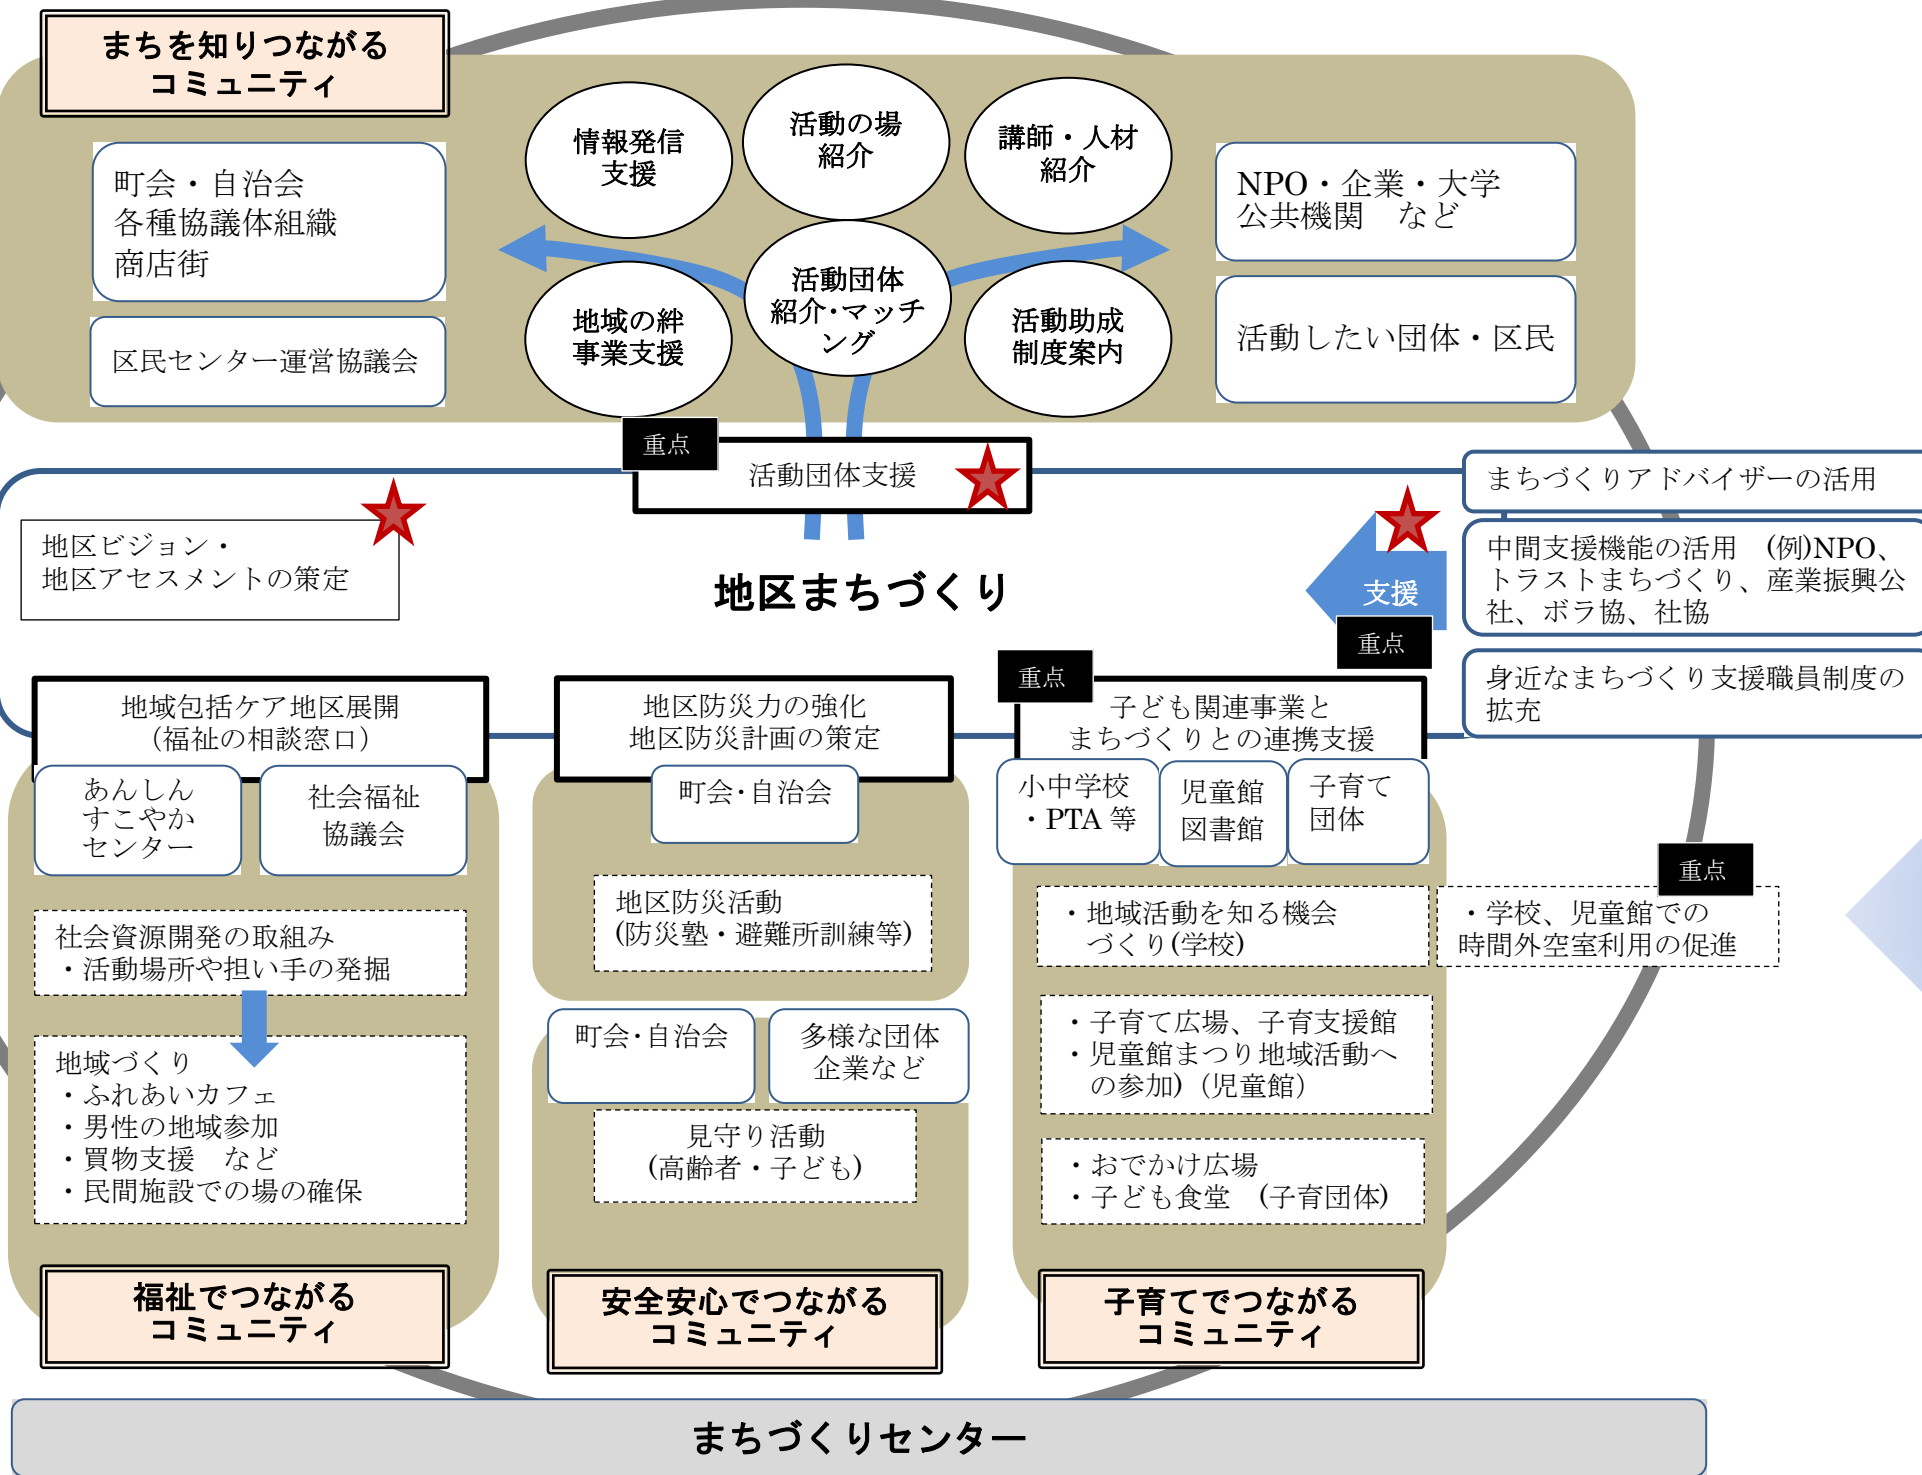 まちを知りつながる
コミュニティ
町会・自治会
各種協議体組織
商店街
区民センター運営協議会
情報発信
支援
活動の場
紹介
講師・人材
紹介
地域の絆
事業支援
活動団体
紹介・マッチ
ング
活動助成
制度案内
NPO・企業・大学
公共機関　など
活動したい団体・区民
重点
活動団体支援
地区ビジョン・
地区アセスメントの策定
地区まちづくり
支援
重点
まちづくりアドバイザーの活用
中間支援機能の活用　(例)NPO、
トラストまちづくり、産業振興公
社、ボラ協、社協
身近なまちづくり支援職員制度の
拡充
地域包括ケア地区展開
（福祉の相談窓口）
あんしん
すこやか
センター
社会福祉
協議会
社会資源開発の取組み
・活動場所や担い手の発掘
地域づくり
・ふれあいカフェ
・男性の地域参加
・買物支援　など
・民間施設での場の確保
福祉でつながる
コミュニティ
地区防災力の強化
地区防災計画の策定
町会・自治会
地区防災活動
(防災塾・避難所訓練等)
町会・自治会
多様な団体
企業など
見守り活動
(高齢者・子ども)
安全安心でつながる
コミュニティ
重点
子ども関連事業と
まちづくりとの連携支援
小中学校
・PTA 等
児童館
図書館
子育て
団体
・地域活動を知る機会
づくり(学校)
重点
・学校、児童館での
時間外空室利用の促進
・子育て広場、子育支援館
・児童館まつり地域活動へ
の参加)（児童館）
・おでかけ広場
・子ども食堂　(子育団体)
子育てでつながる
コミュニティ
まちづくりセンター